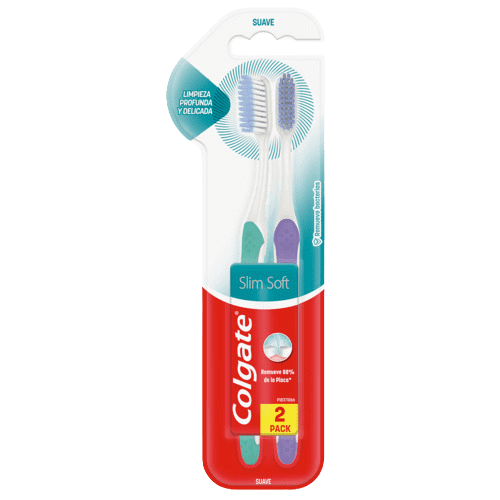 SUAVE
LIMPIEZA
PROFUNDA
Y DELICADA
Remueve bacterias
Slim Soft
Colgate®
Remueve 98%
de la Placa*
2
PACK
SUAVE